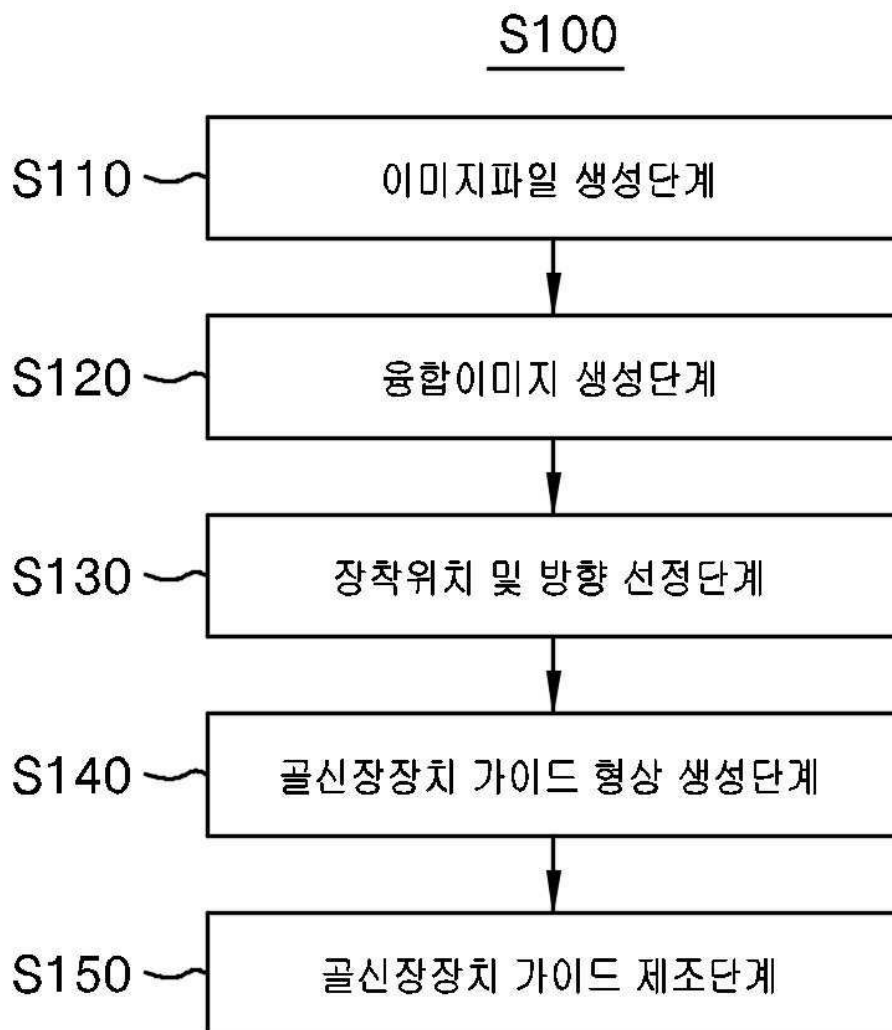 S100
S110 이미지파일 생성단계
S120 융합이미지 생성단계
S130 장착위치 및 방향 선정단계
S140 골신장장치 가이드 형상 생성단계
S150 골신장장치 가이드 제조단계